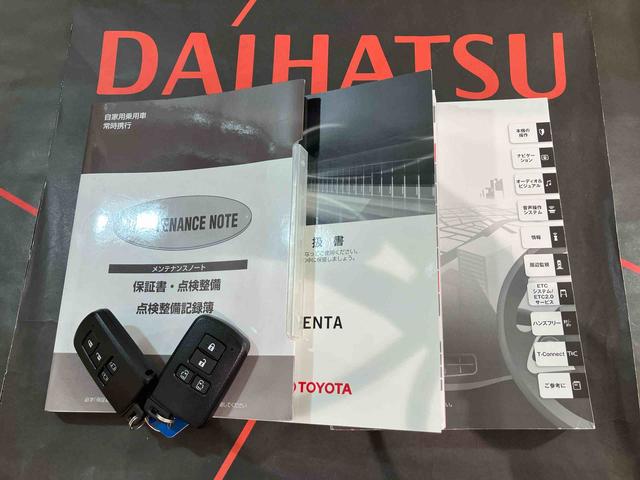 DAIHATSU
自家用乗用車
常時携行
MAINTENANCE NOTE
メンテナンスノート
保証書・点検整備
点検整備記録簿
扱 書
ENTA
TOYOTA
本機の
操作
ナビゲー
ション
オーディオ&
ビジュアル
音声操作
システム
情報
周辺監視
ETC
システム/
ETC2.0
サービス
ハンズフリー
T-Connect
ご参考に